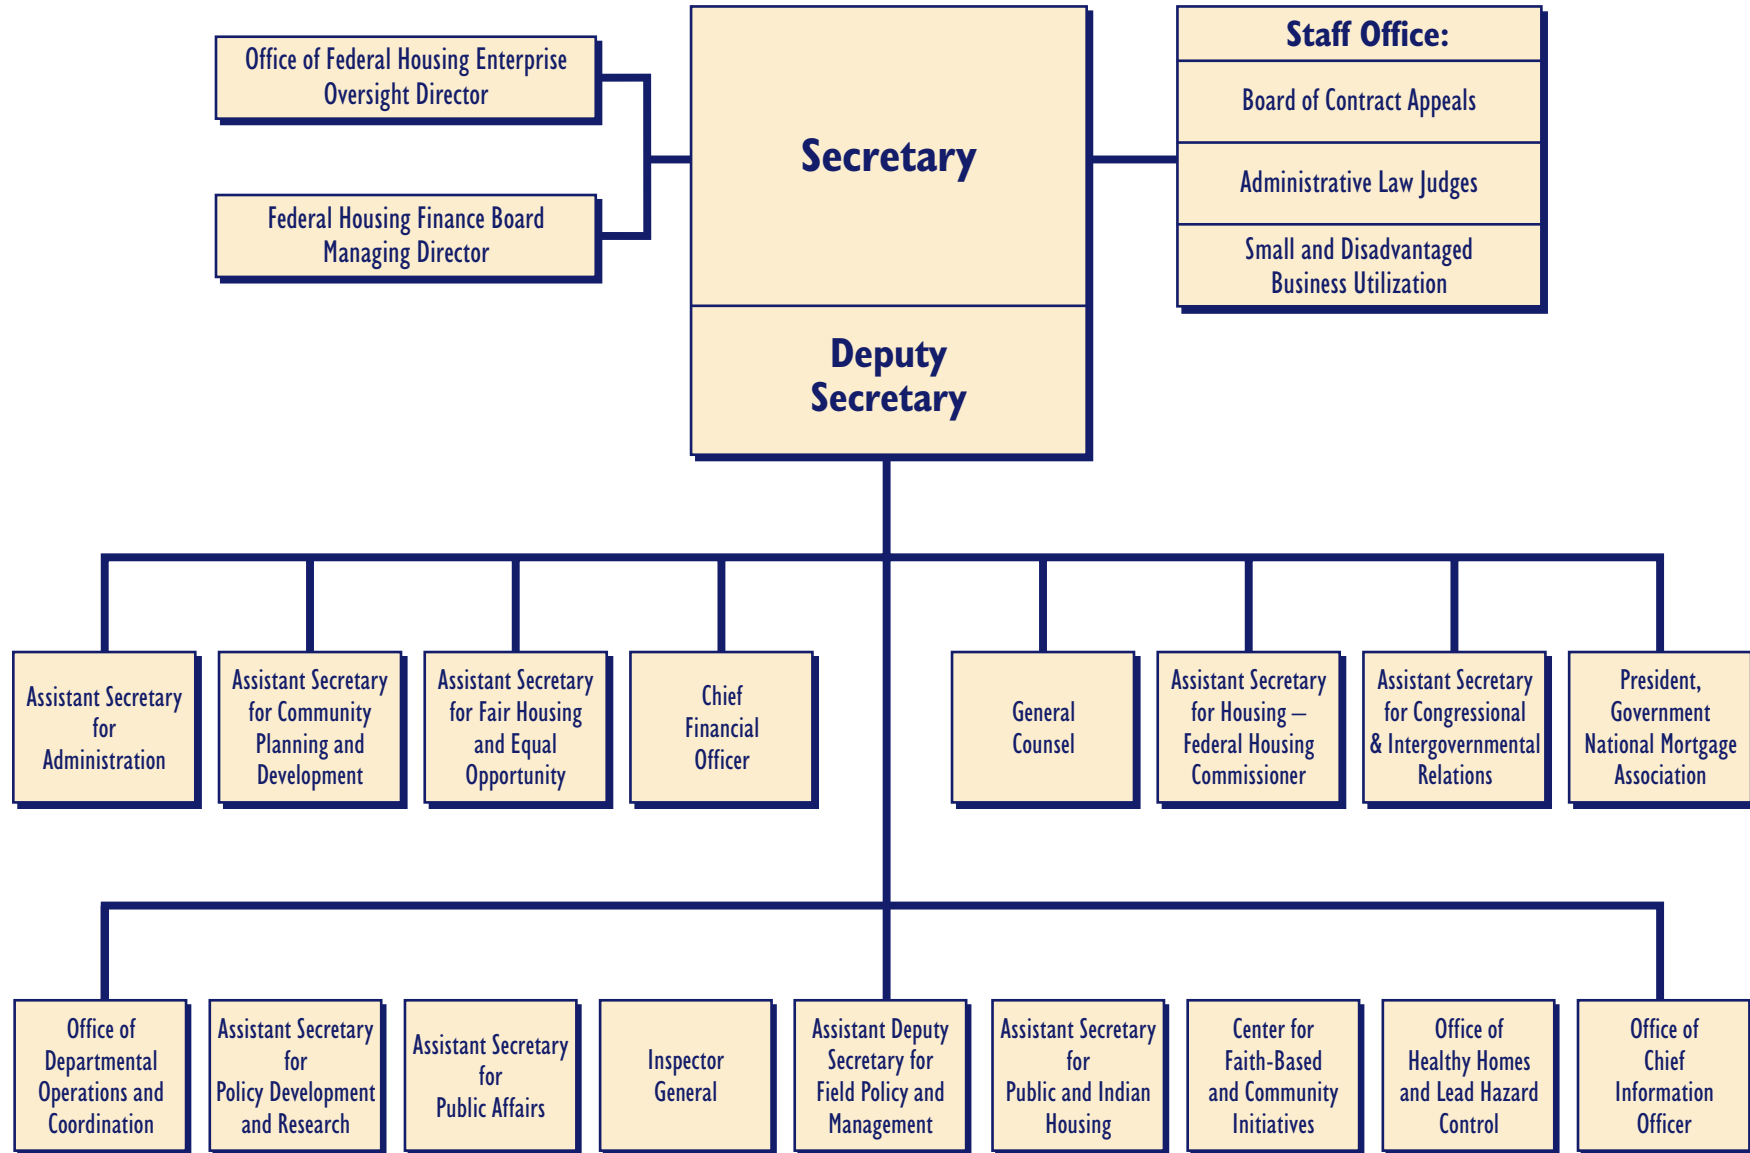 Office of Federal Housing Enterprise
Oversight Director
Federal Housing Finance Board
Managing Director
Secretary
Deputy
Secretary
Staff Office:
Board of Contract Appeals
Administrative Law Judges
Small and Disadvantaged
Business Utilization
Assistant Secretary
for
Administration
Assistant Secretary
for Community
Planning and
Development
Assistant Secretary
for Fair Housing
and Equal
Opportunity
Chief
Financial
Officer
General
Counsel
Assistant Secretary
for Housing –
Federal Housing
Commissioner
Assistant Secretary
for Congressional
& Intergovernmental
Relations
President,
Government
National Mortgage
Association
Office of
Departmental
Operations and
Coordination
Assistant Secretary
for
Policy Development
and Research
Assistant Secretary
for
Public Affairs
Inspector
General
Assistant Deputy
Secretary for
Field Policy and
Management
Assistant Secretary
for
Public and Indian
Housing
Center for
Faith-Based
and Community
Initiatives
Office of
Healthy Homes
and Lead Hazard
Control
Office of
Chief
Information
Officer